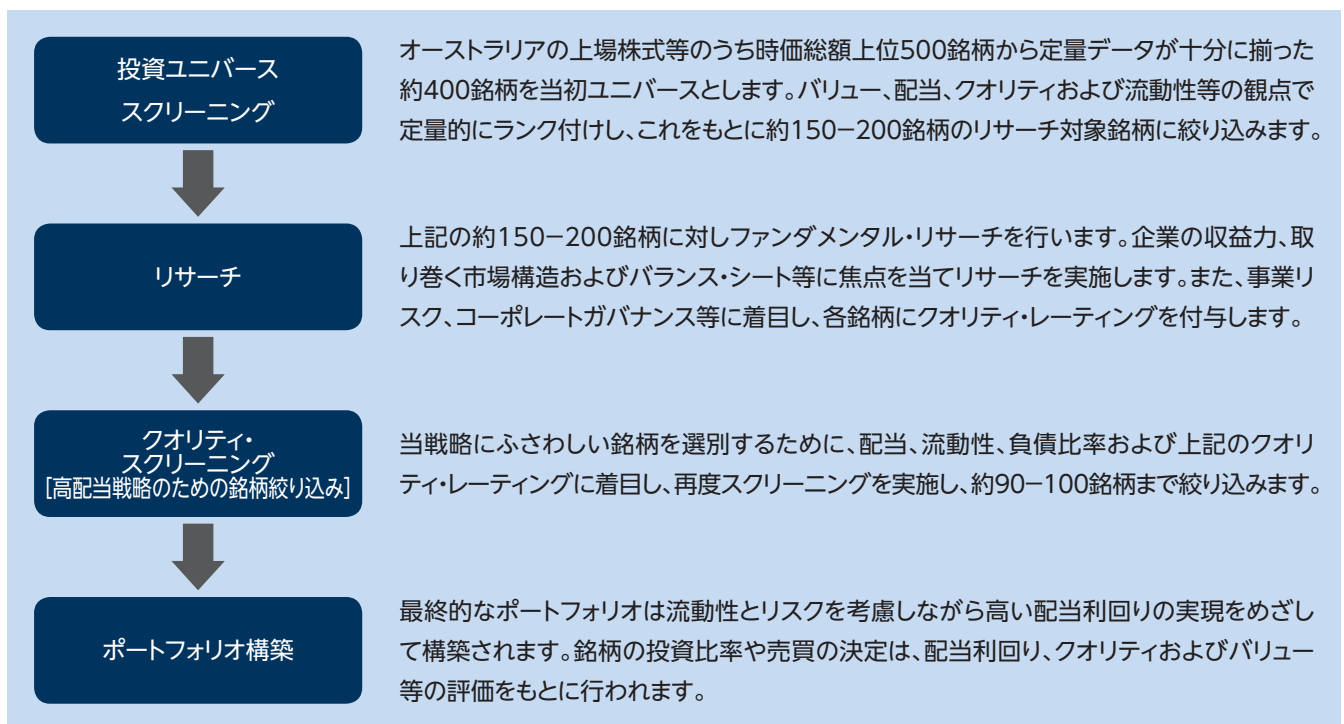 投資ユニバース
スクリーニング
オーストラリアの上場株式等のうち時価総額上位500銘柄から定量データが十分に揃った
約400銘柄を当初ユニバースとします。バリュー、配当、クオリティおよび流動性等の観点で
定量的にランク付けし、これをもとに約150−200銘柄のリサーチ対象銘柄に絞り込みます。
リサーチ
上記の約150−200銘柄に対しファンダメンタル・リサーチを行います。企業の収益力、取
り巻く市場構造およびバランス・シート等に焦点を当てリサーチを実施します。また、事業リ
スク、コーポレートガバナンス等に着目し、各銘柄にクオリティ・レーティングを付与します。
クオリティ・
スクリーニング
[高配当戦略のための銘柄絞り込み]
当戦略にふさわしい銘柄を選別するために、配当、流動性、負債比率および上記のクオリ
ティ・レーティングに着目し、再度スクリーニングを実施し、約90−100銘柄まで絞り込みます。
ポートフォリオ構築
最終的なポートフォリオは流動性とリスクを考慮しながら高い配当利回りの実現をめざし
て構築されます。銘柄の投資比率や売買の決定は、配当利回り、クオリティおよびバリュー
等の評価をもとに行われます。